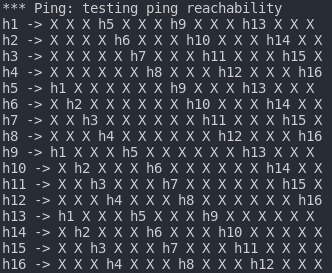 *** Ping: testing ping reachability
h1 -> X X X h5 X X X h9 X X X h13 X X X
h2 -> X X X X h6 X X X h10 X X X h14 X X
h3 -> X X X X X h7 X X X h11 X X X h15 X
h4 -> X X X X X X h8 X X X h12 X X X h16
h5 -> h1 X X X X X X h9 X X X h13 X X X
h6 -> X h2 X X X X X X h10 X X X h14 X X
h7 -> X X h3 X X X X X X h11 X X X h15 X
h8 -> X X X h4 X X X X X X h12 X X X h16
h9 -> h1 X X X h5 X X X X X X h13 X X X
h10 -> X h2 X X X h6 X X X X X X h14 X X
h11 -> X X h3 X X X h7 X X X X X X h15 X
h12 -> X X X h4 X X X h8 X X X X X X h16
h13 -> h1 X X X h5 X X X h9 X X X X X X
h14 -> X h2 X X X h6 X X X h10 X X X X X
h15 -> X X h3 X X X h7 X X X h11 X X X X
h16 -> X X X h4 X X X h8 X X X h12 X X X